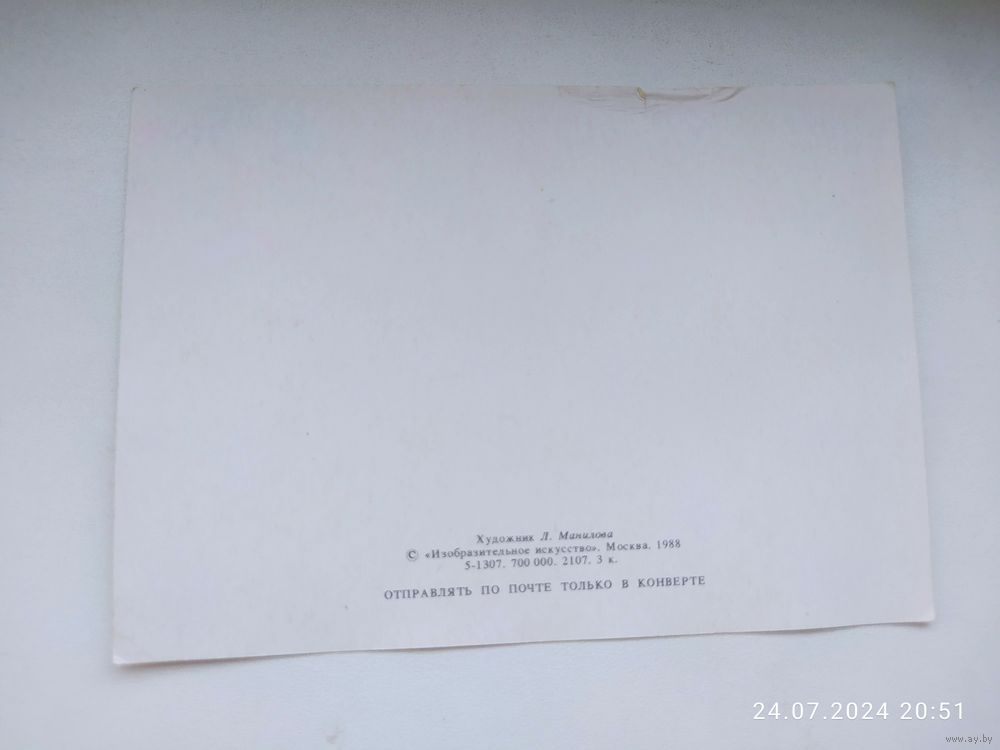 Художник Л. Манилова
© «Изобразительное искусство». Москва. 1988
5-1307. 700 000. 2107. 3 к.
ОТПРАВЛЯТЬ ПО ПОЧТЕ ТОЛЬКО В КОНВЕРТЕ
24.07.2024 20:51
www.ay.by